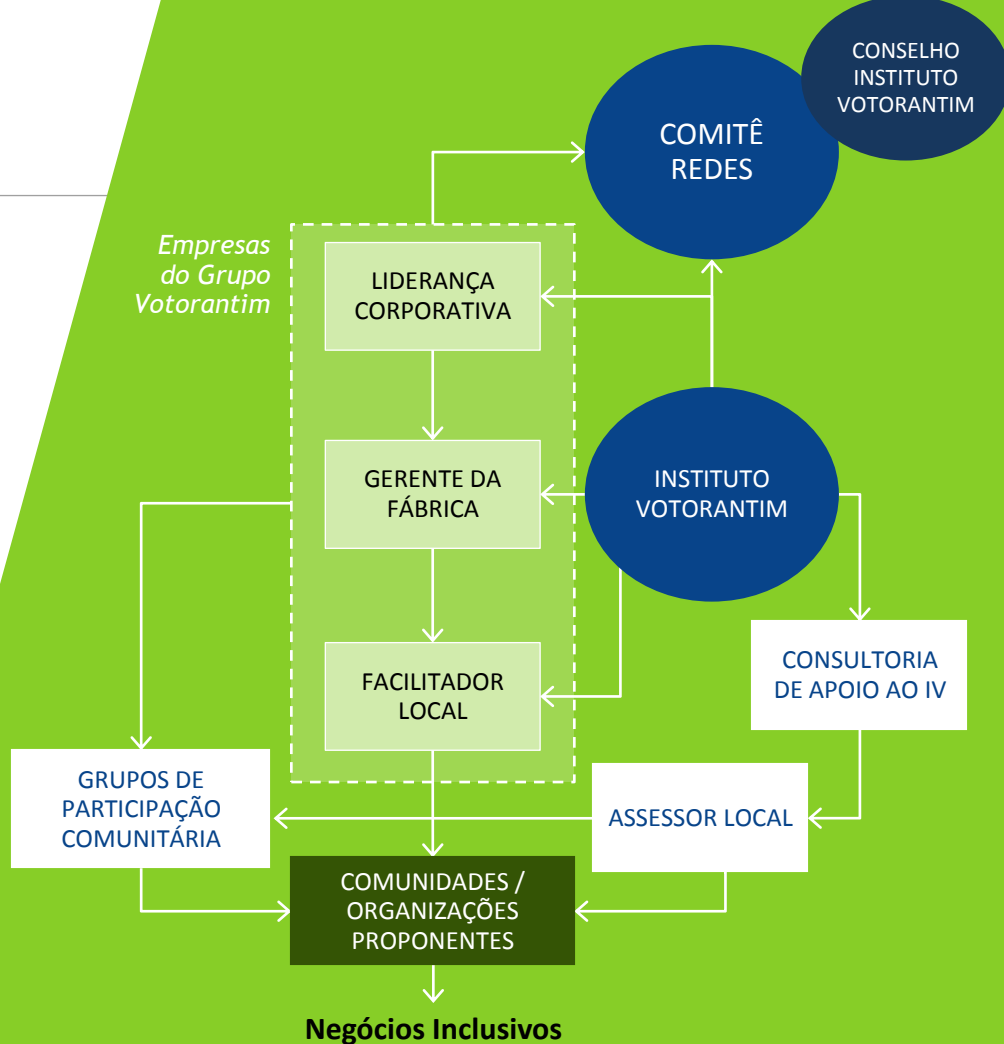 CONSELHO
INSTITUTO
VOTORANTIM
COMITÊ
REDES
Empresas
do Grupo
Votorantim
LIDERANÇA
CORPORATIVA
GERENTE DA
FÁBRICA
INSTITUTO
VOTORANTIM
FACILITADOR
LOCAL
CONSULTORIA
DE APOIO AO IV
GRUPOS DE
PARTICIPAÇÃO
COMUNITÁRIA
ASSESSOR LOCAL
COMUNIDADES /
ORGANIZAÇÕES
PROPONENTES
Negócios Inclusivos